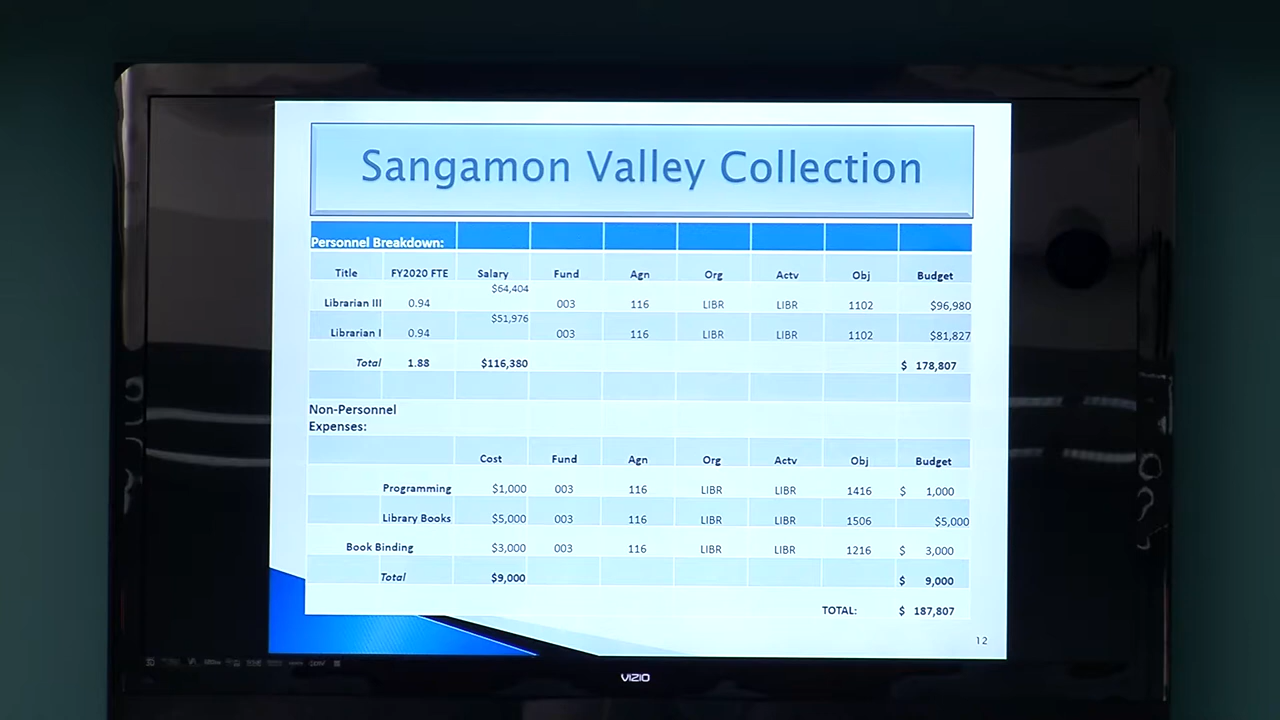 Sangamon Valley Collection
Personnel Breakdown:
Title FY2020 FTE Salary Fund Agn Org Actv Obj Budget
Librarian III 0.94 $64,404 003 116 LIBR LIBR 1102 $96,980
Librarian I 0.94 $51,976 003 116 LIBR LIBR 1102 $81,827
Total 1.88 $116,380 $ 178,807
Non-Personnel
Expenses:
Cost Fund Agn Org Actv Obj Budget
Programming $1,000 003 116 LIBR LIBR 1416 $ 1,000
Library Books $5,000 003 116 LIBR LIBR 1506 $5,000
Book Binding $3,000 003 116 LIBR LIBR 1216 $ 3,000
Total $9,000 $ 9,000
TOTAL: $ 187,807
12
VIZIO